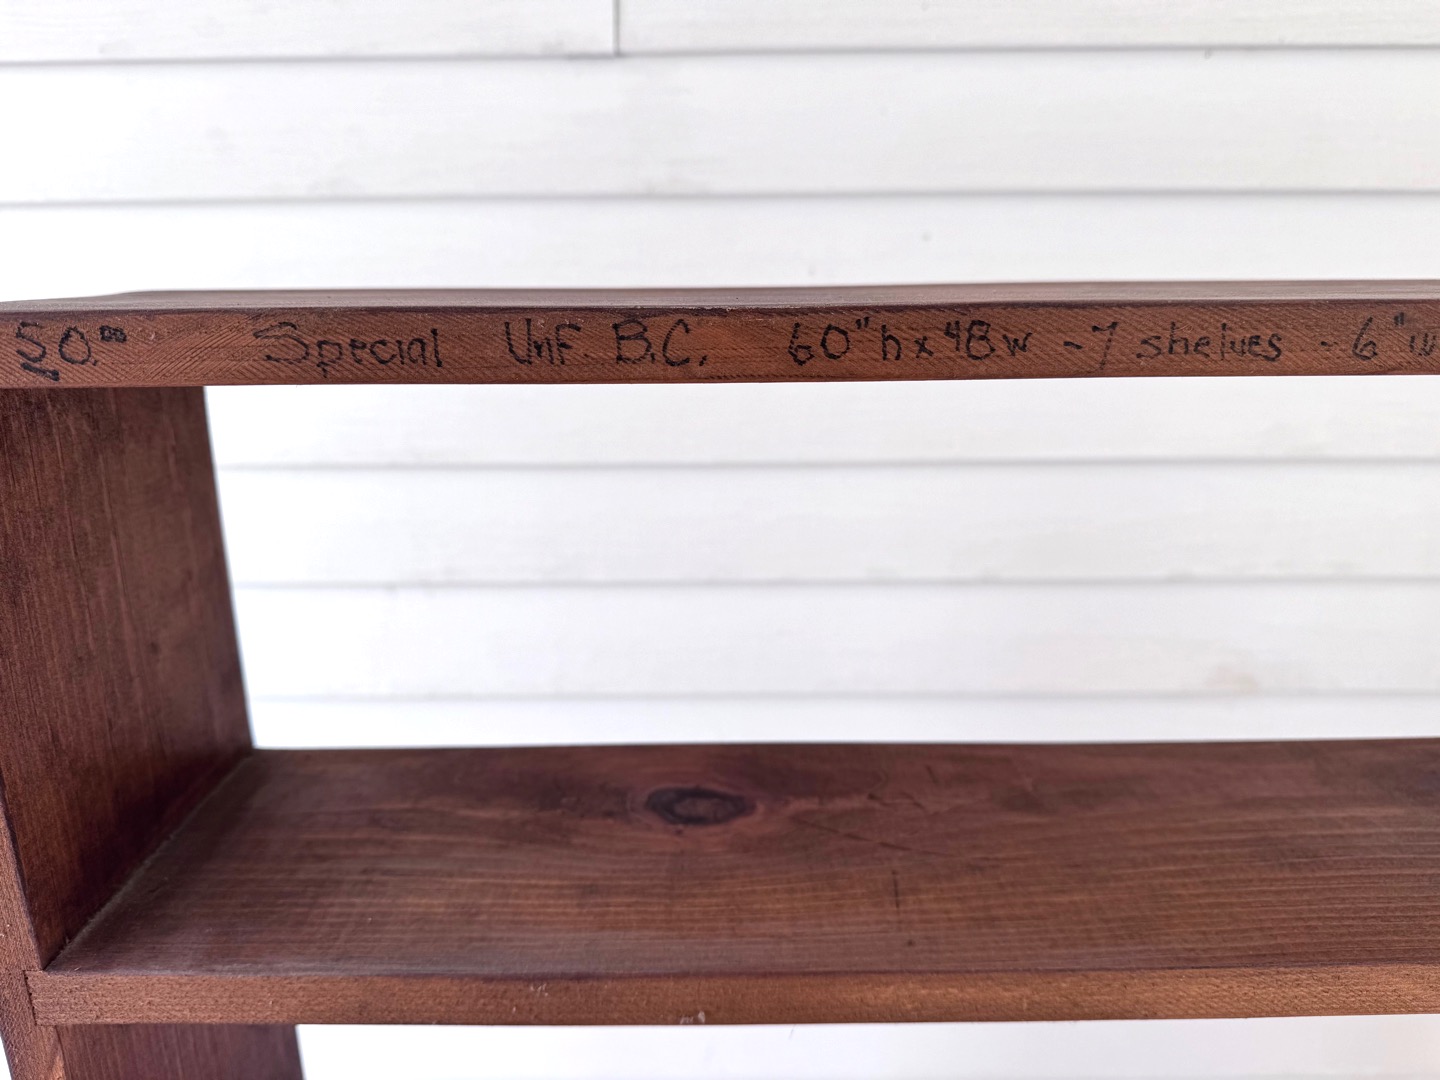 50.00 Special Unf. B.C. 60"h x 48w - 7 shelves - 6"